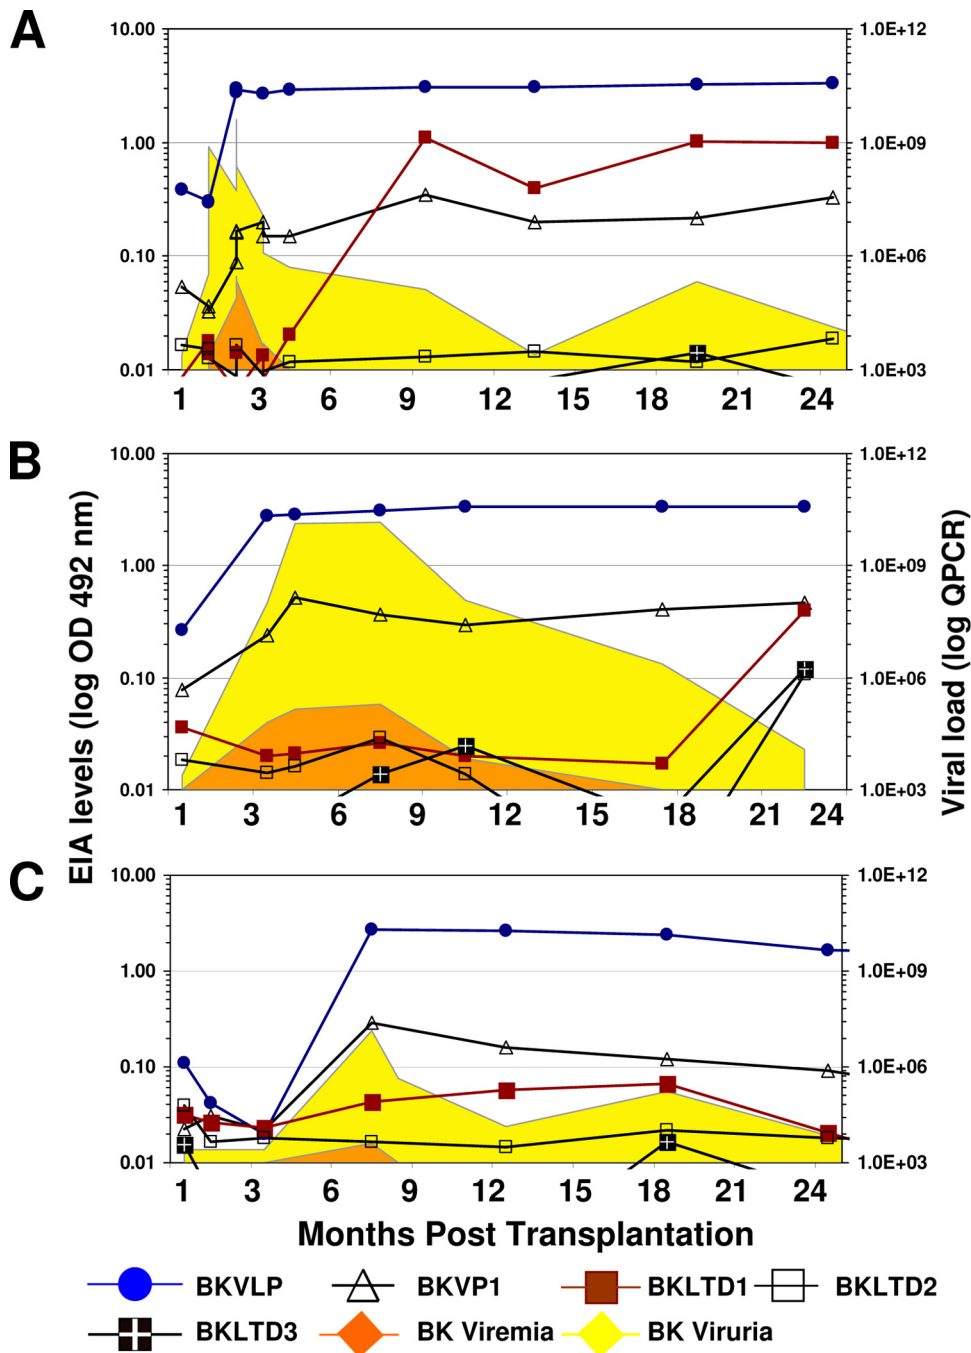 A
10.00
1.00
0.10
0.01
1.0E+12
1.0E+09
1.0E+06
1.0E+03
1 3 6 9 12 15 18 21 24
B
10.00
1.00
0.10
0.01
1.0E+12
1.0E+09
1.0E+06
1.0E+03
1 3 6 9 12 15 18 21 24
EIA levels (log OD 492 nm)
Viral load (log QPCR)
C
10.00
1.00
0.10
0.01
1.0E+12
1.0E+09
1.0E+06
1.0E+03
1 3 6 9 12 15 18 21 24
Months Post Transplantation
BKVLP BKVP1 BKLTD1 BKLTD2
BKLTD3 BK Viremia BK Viruria